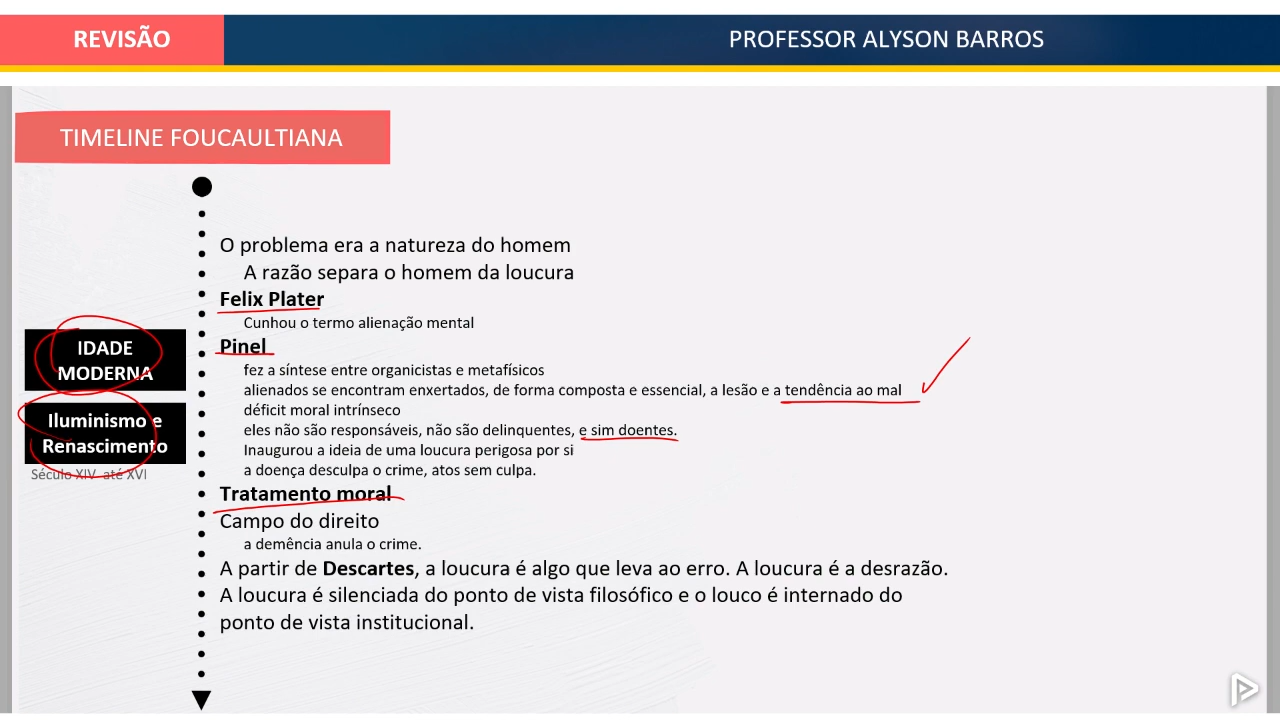 REVISÃO
PROFESSOR ALYSON BARROS
TIMELINE FOUCAULTIANA
O problema era a natureza do homem
A razão separa o homem da loucura
Felix Plater
Cunhou o termo alienação mental
IDADE
MODERNA
Iluminismo e
Renascimento
Século XIV até XVI
Pinel
fez a síntese entre organicistas e metafísicos
alienados se encontram enxertados, de forma composta e essencial, a lesão e a tendência ao mal
déficit moral intrínseco
eles não são responsáveis, não são delinquentes, e sim doentes.
Inaugurou a ideia de uma loucura perigosa por si
a doença desculpa o crime, atos sem culpa.
Tratamento moral
Campo do direito
a demência anula o crime.
A partir de Descartes, a loucura é algo que leva ao erro. A loucura é a desrazão.
A loucura é silenciada do ponto de vista filosófico e o louco é internado do
ponto de vista institucional.